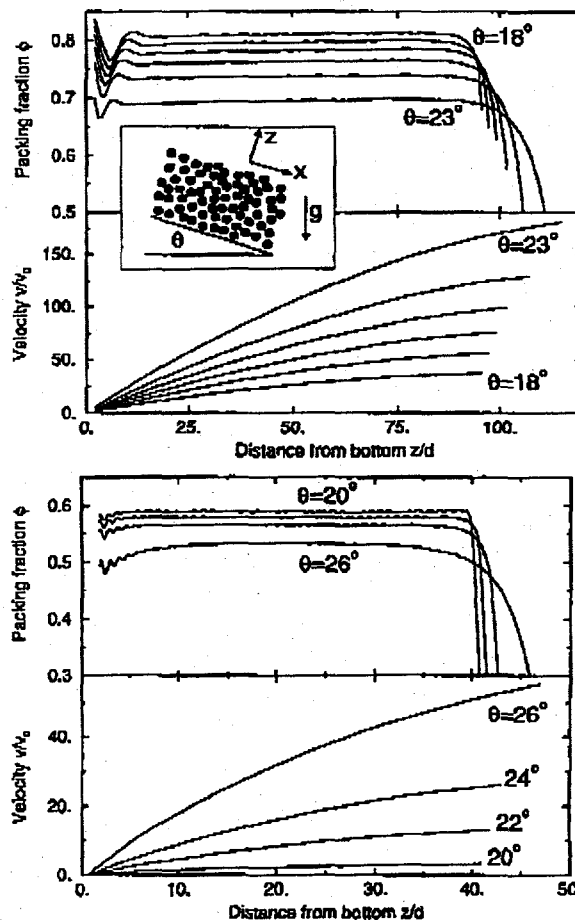 Packing fraction ϕ
0.8
0.7
0.6
0.5
θ=18°
θ=23°
z
x
g
θ
Velocity v/v₀
150.
100.
50.
0.
θ=23°
θ=18°
0.
25.
50.
75.
100.
Distance from bottom z/d
Packing fraction ϕ
0.6
0.5
0.4
0.3
θ=20°
θ=26°
Velocity v/v₀
40.
20.
0.
θ=26°
24°
22°
20°
0.
10.
20.
30.
40.
50.
Distance from bottom z/d